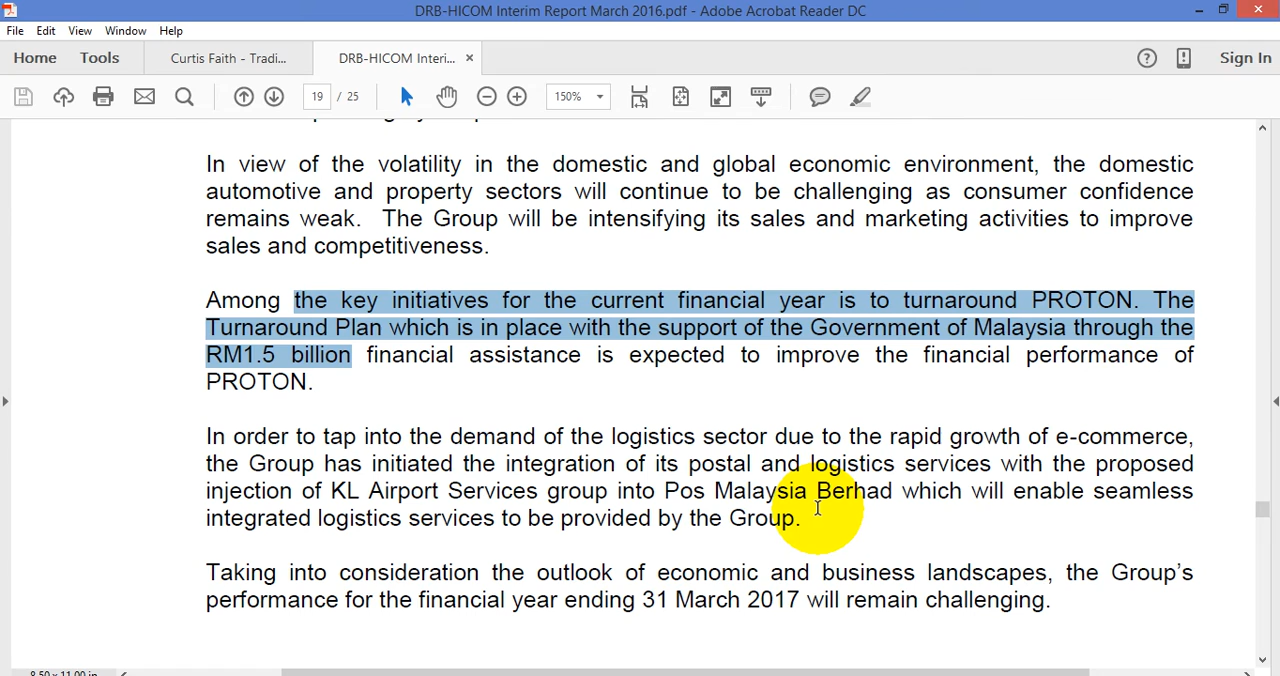 DRB-HICOM Interim Report March 2016.pdf - Adobe Acrobat Reader DC
File Edit View Window Help
Home Tools Curtis Faith - Tradi... DRB-HICOM Interi... × Sign In
19 / 25 150%
In view of the volatility in the domestic and global economic environment, the domestic
automotive and property sectors will continue to be challenging as consumer confidence
remains weak. The Group will be intensifying its sales and marketing activities to improve
sales and competitiveness.
Among the key initiatives for the current financial year is to turnaround PROTON. The
Turnaround Plan which is in place with the support of the Government of Malaysia through the
RM1.5 billion financial assistance is expected to improve the financial performance of
PROTON.
In order to tap into the demand of the logistics sector due to the rapid growth of e-commerce,
the Group has initiated the integration of its postal and logistics services with the proposed
injection of KL Airport Services group into Pos Malaysia Berhad which will enable seamless
integrated logistics services to be provided by the Group.
Taking into consideration the outlook of economic and business landscapes, the Group's
performance for the financial year ending 31 March 2017 will remain challenging.
8.50 x 11.00 in